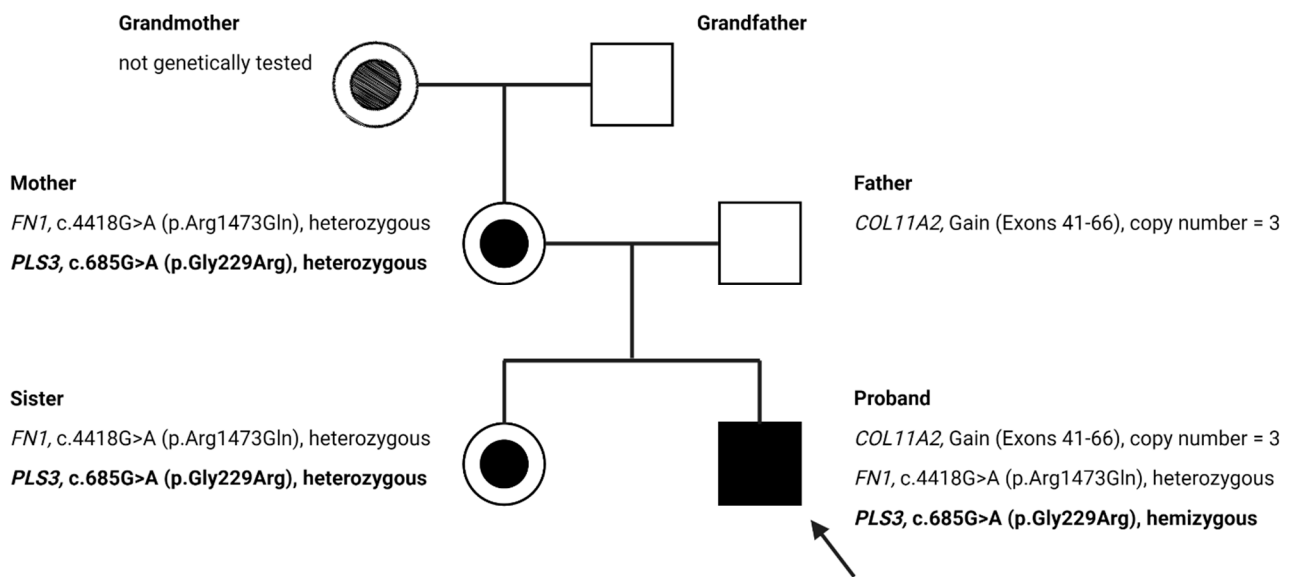 Grandmother
not genetically tested
Grandfather
Mother
FN1, c.4418G>A (p.Arg1473Gln), heterozygous
PLS3, c.685G>A (p.Gly229Arg), heterozygous
Father
COL11A2, Gain (Exons 41-66), copy number = 3
Sister
FN1, c.4418G>A (p.Arg1473Gln), heterozygous
PLS3, c.685G>A (p.Gly229Arg), heterozygous
Proband
COL11A2, Gain (Exons 41-66), copy number = 3
FN1, c.4418G>A (p.Arg1473Gln), heterozygous
PLS3, c.685G>A (p.Gly229Arg), hemizygous